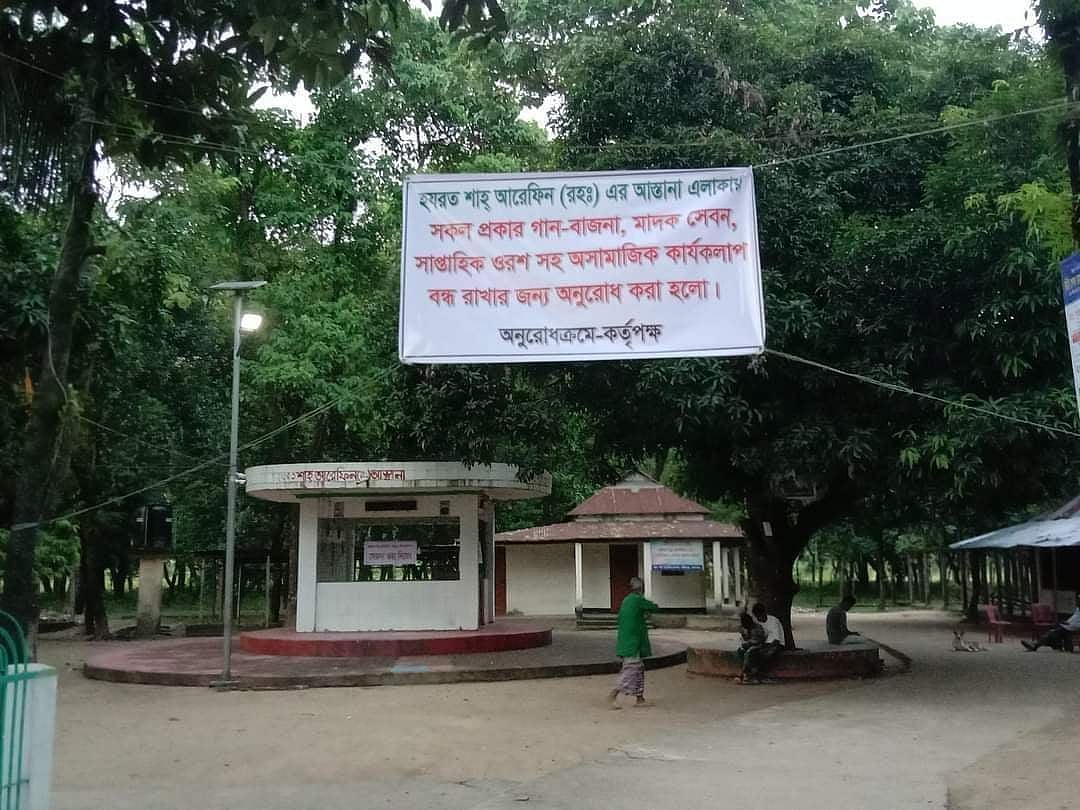 হযরত শাহ্ আরেফিন (রহঃ) এর আস্তানা এলাকায়
সকল প্রকার গান-বাজনা, মাদক সেবন,
সাপ্তাহিক ওরশ সহ অসামাজিক কার্যকলাপ
বন্ধ রাখার জন্য অনুরোধ করা হলো।
অনুরোধক্রমে-কর্তৃপক্ষ
শাহ্ আরেফিন আস্তানা